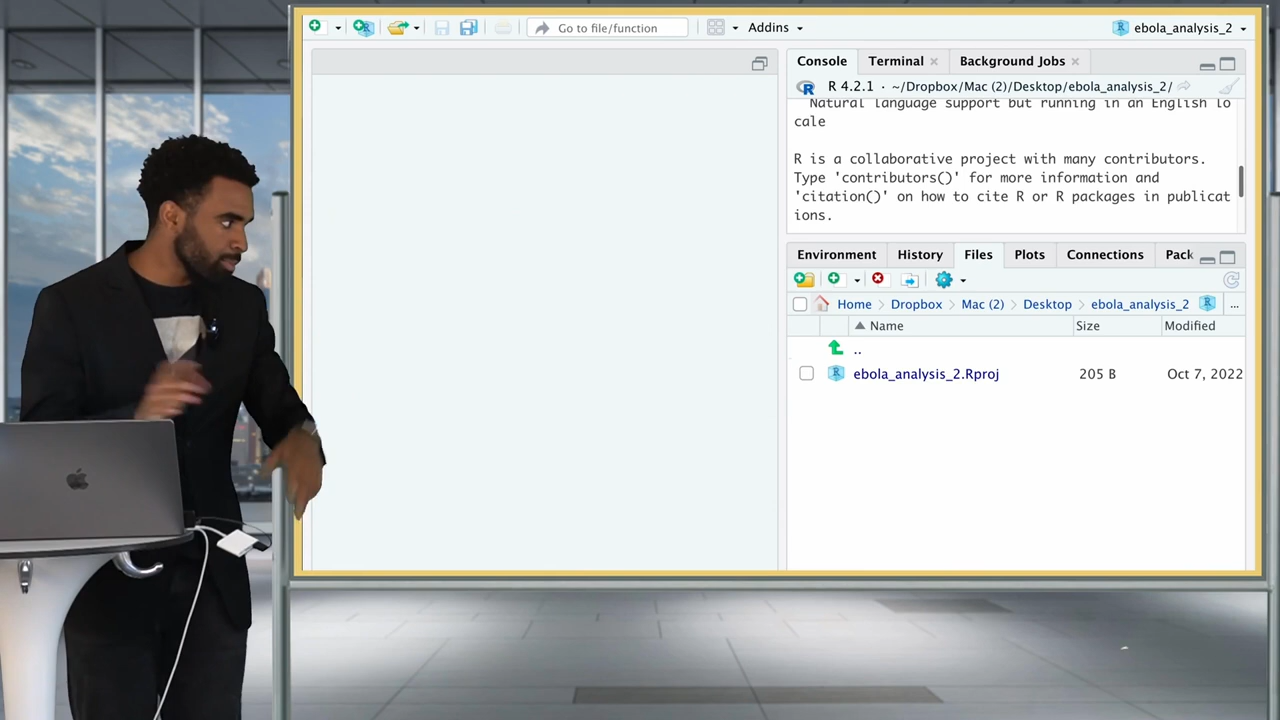 Go to file/function
Addins
ebola_analysis_2
Console
Terminal
Background Jobs
R 4.2.1 · ~/Dropbox/Mac (2)/Desktop/ebola_analysis_2/
Natural language support but running in an English lo
cale
R is a collaborative project with many contributors.
Type 'contributors()' for more information and
'citation()' on how to cite R or R packages in publicat
ions.
Environment
History
Files
Plots
Connections
Pack
Home
Dropbox
Mac (2)
Desktop
ebola_analysis_2
...
Name
Size
Modified
..
ebola_analysis_2.Rproj
205 B
Oct 7, 2022